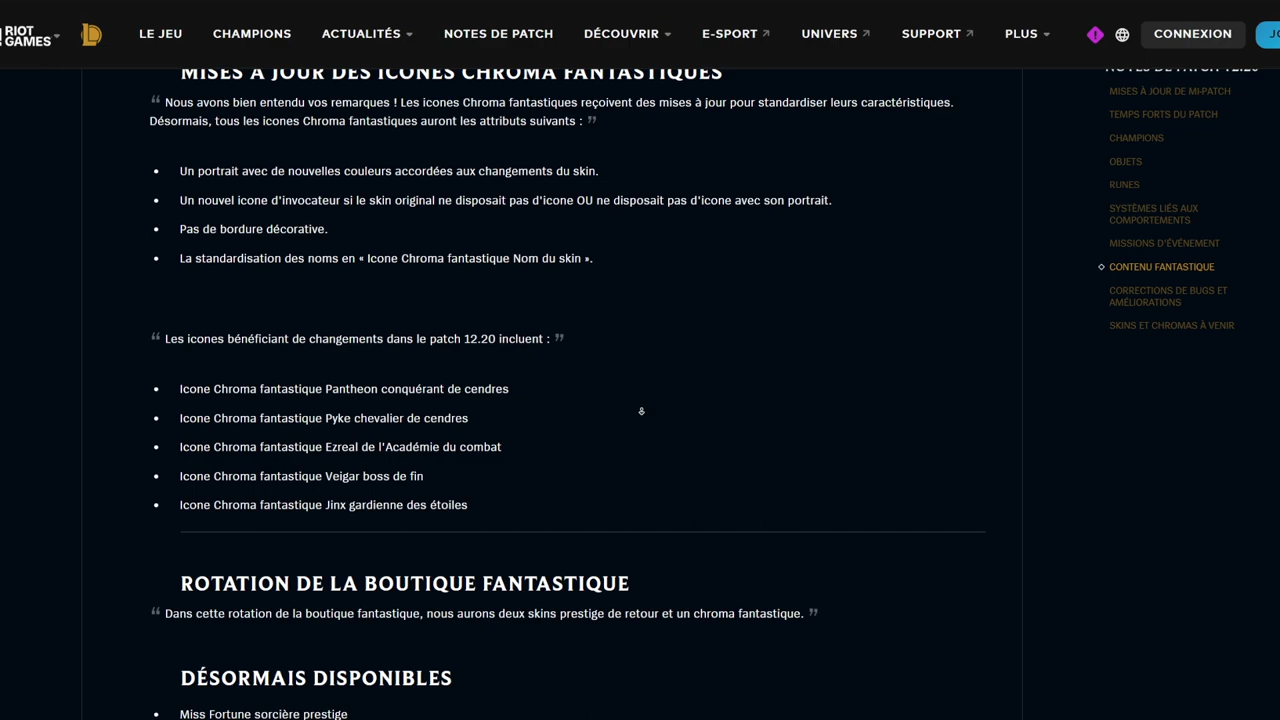 RIOT GAMES
LE JEU
CHAMPIONS
ACTUALITÉS
NOTES DE PATCH
DÉCOUVRIR
E-SPORT
UNIVERS
SUPPORT
PLUS
CONNEXION
MISES À JOUR DES ICONES CHROMA FANTASTIQUES
“ Nous avons bien entendu vos remarques ! Les icones Chroma fantastiques reçoivent des mises à jour pour standardiser leurs caractéristiques.
Désormais, tous les icones Chroma fantastiques auront les attributs suivants : ”
• Un portrait avec de nouvelles couleurs accordées aux changements du skin.
• Un nouvel icone d'invocateur si le skin original ne disposait pas d'icone OU ne disposait pas d'icone avec son portrait.
• Pas de bordure décorative.
• La standardisation des noms en « Icone Chroma fantastique Nom du skin ».
“ Les icones bénéficiant de changements dans le patch 12.20 incluent : ”
• Icone Chroma fantastique Pantheon conquérant de cendres
• Icone Chroma fantastique Pyke chevalier de cendres
• Icone Chroma fantastique Ezreal de l'Académie du combat
• Icone Chroma fantastique Veigar boss de fin
• Icone Chroma fantastique Jinx gardienne des étoiles
ROTATION DE LA BOUTIQUE FANTASTIQUE
“ Dans cette rotation de la boutique fantastique, nous aurons deux skins prestige de retour et un chroma fantastique. ”
DÉSORMAIS DISPONIBLES
• Miss Fortune sorcière prestige
NOTES DE PATCH 12.20
MISES À JOUR DE MI-PATCH
TEMPS FORTS DU PATCH
CHAMPIONS
OBJETS
RUNES
SYSTÈMES LIÉS AUX
COMPORTEMENTS
MISSIONS D'ÉVÉNEMENT
CONTENU FANTASTIQUE
CORRECTIONS DE BUGS ET
AMÉLIORATIONS
SKINS ET CHROMAS À VENIR